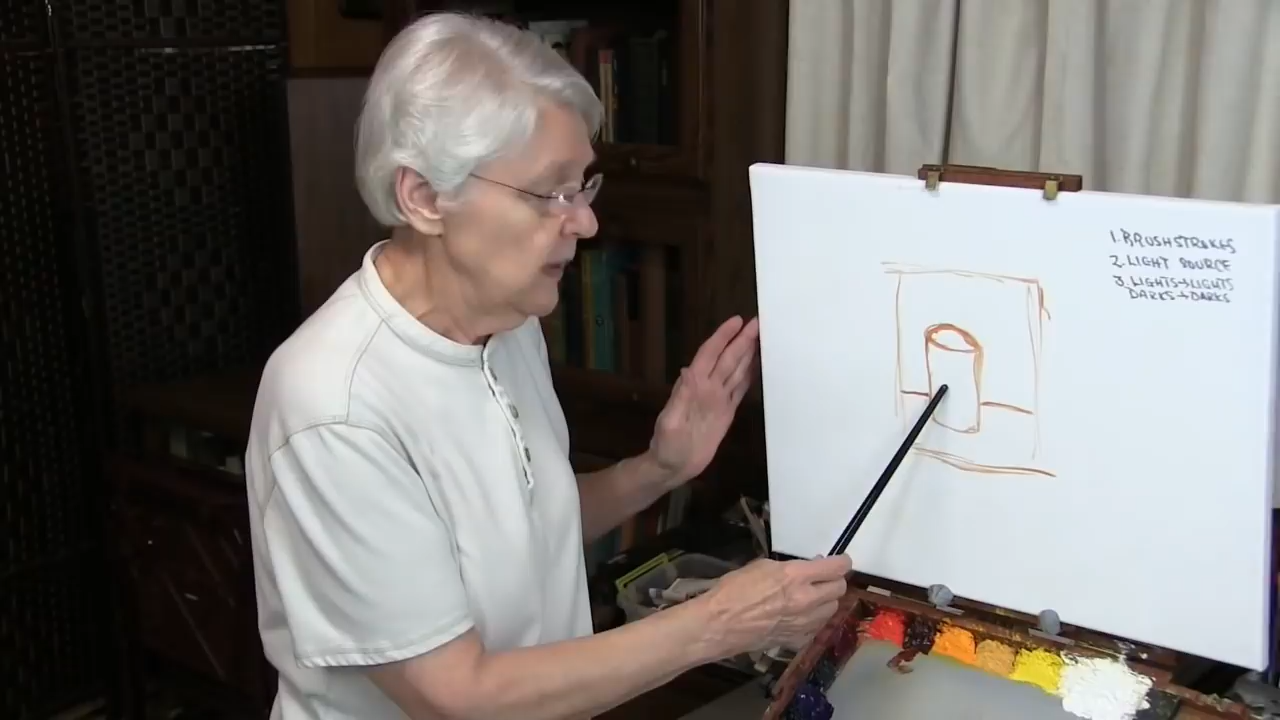 1. BRUSHSTROKES
2. LIGHT SOURCE
3. LIGHTS→LIGHTS
DARKS→DARKS